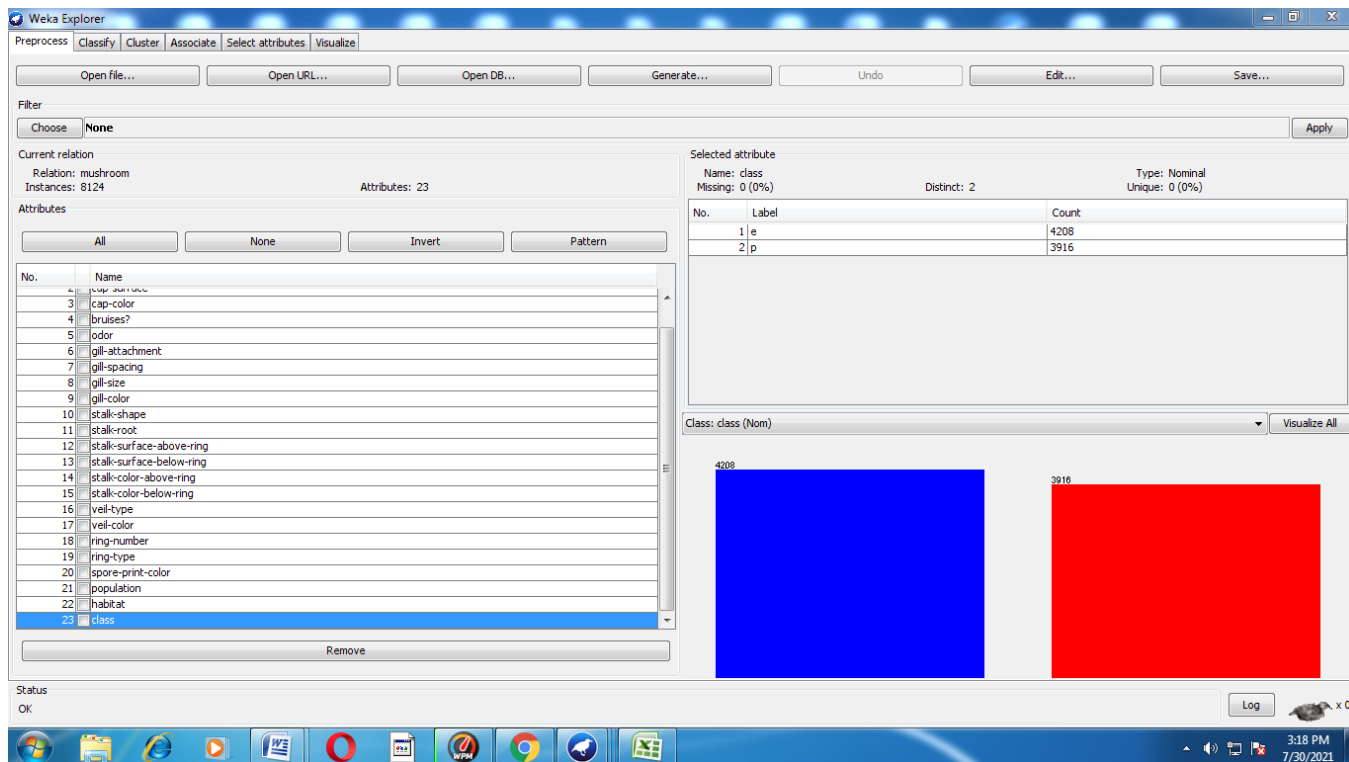 Weka Explorer
Preprocess Classify Cluster Associate Select attributes Visualize
Open file... Open URL... Open DB... Generate... Undo Edit... Save...
Filter
Choose None Apply
Current relation
Relation: mushroom
Instances: 8124 Attributes: 23
Attributes
All None Invert Pattern
No. Name
2 cap-surface
3 cap-color
4 bruises?
5 odor
6 gill-attachment
7 gill-spacing
8 gill-size
9 gill-color
10 stalk-shape
11 stalk-root
12 stalk-surface-above-ring
13 stalk-surface-below-ring
14 stalk-color-above-ring
15 stalk-color-below-ring
16 veil-type
17 veil-color
18 ring-number
19 ring-type
20 spore-print-color
21 population
22 habitat
23 class
Remove
Selected attribute
Name: class Type: Nominal
Missing: 0 (0%) Distinct: 2 Unique: 0 (0%)
No. Label Count
1 e 4208
2 p 3916
Class: class (Nom) Visualize All
4208
3916
Status
OK
Log x 0
WPM
3:18 PM
7/30/2021